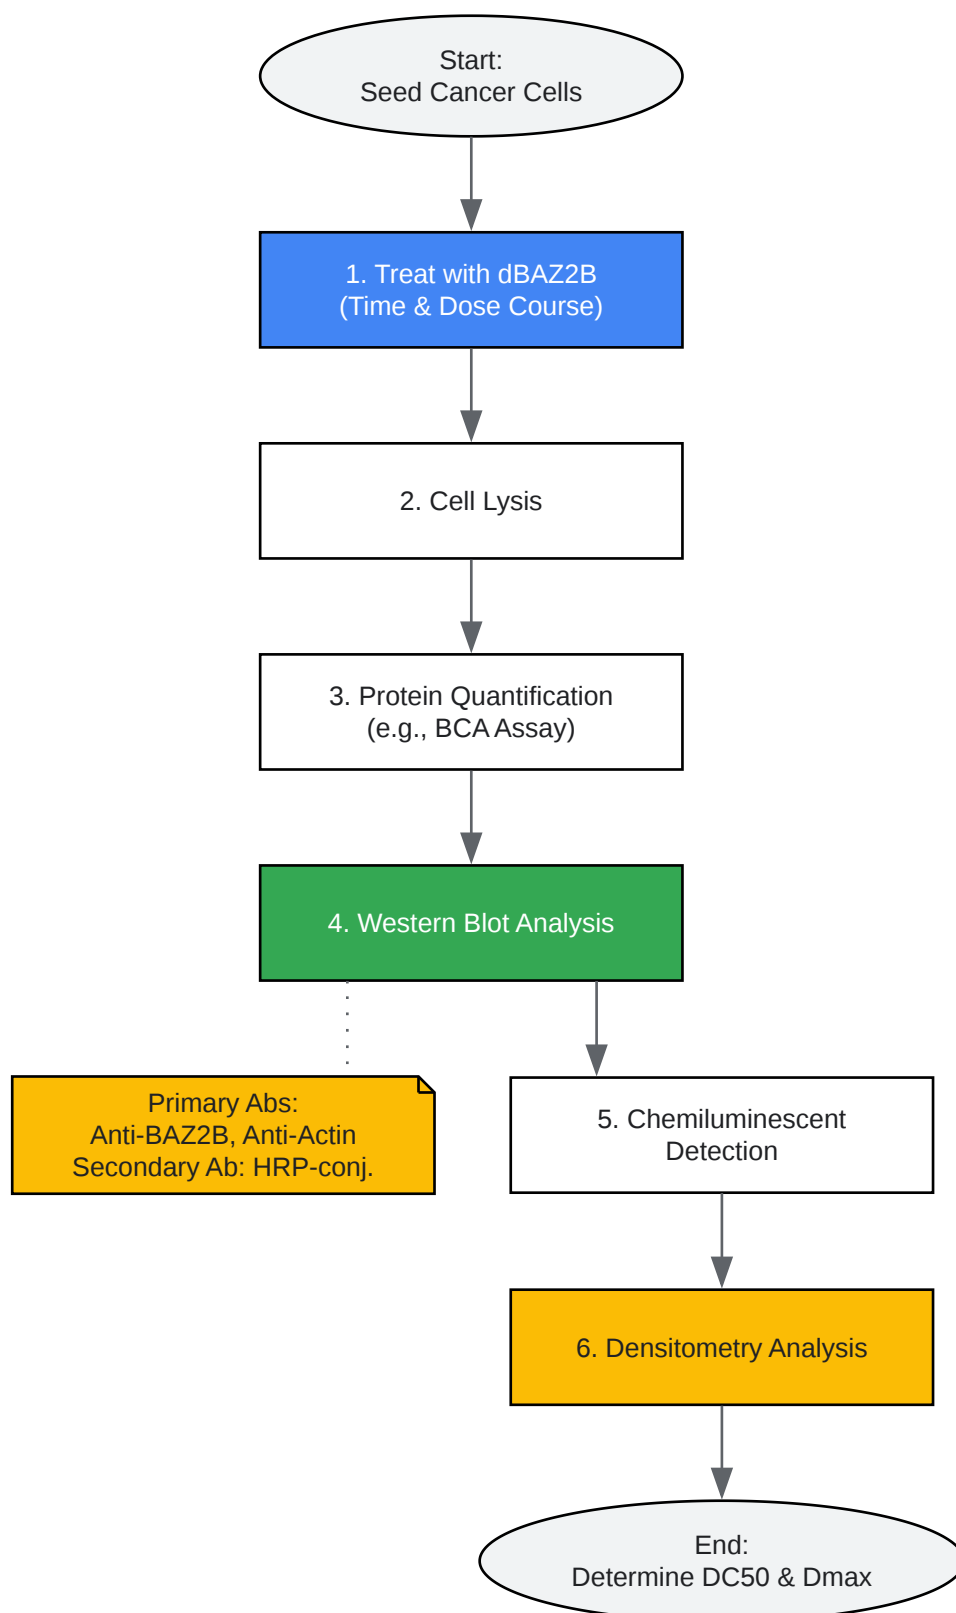 Start:
Seed Cancer Cells
1. Treat with dBAZ2B
(Time & Dose Course)
2. Cell Lysis
3. Protein Quantification
(e.g., BCA Assay)
4. Western Blot Analysis
Primary Abs:
Anti-BAZ2B, Anti-Actin
Secondary Ab: HRP-conj.
5. Chemiluminescent
Detection
6. Densitometry Analysis
End:
Determine DC50 & Dmax